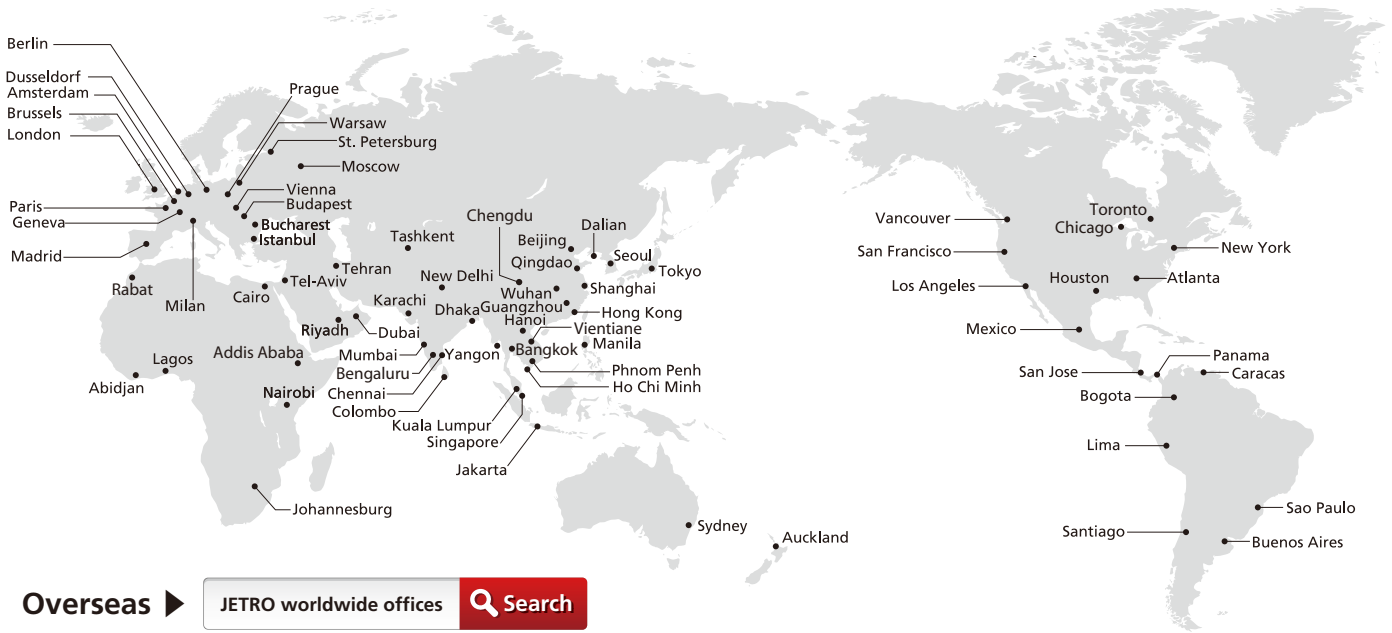 Berlin
Dusseldorf
Amsterdam
Brussels
London
Prague
Warsaw
St. Petersburg
Moscow
Paris
Geneva
Madrid
Vienna
Budapest
Bucharest
Istanbul
Rabat
Milan
Cairo
Tel-Aviv
Tehran
Tashkent
Chengdu
Dalian
Beijing
Qingdao
Seoul
Tokyo
New Delhi
Karachi
Dhaka
Wuhan
Guangzhou
Hanoi
Shanghai
Hong Kong
Vientiane
Manila
Riyadh
Dubai
Mumbai
Bengaluru
Chennai
Colombo
Yangon
Bangkok
Phnom Penh
Ho Chi Minh
Kuala Lumpur
Singapore
Jakarta
Addis Ababa
Lagos
Abidjan
Nairobi
Johannesburg
Sydney
Auckland
Vancouver
San Francisco
Los Angeles
Toronto
Chicago
New York
Houston
Atlanta
Mexico
San Jose
Panama
Caracas
Bogota
Lima
Sao Paulo
Santiago
Buenos Aires
Overseas
JETRO worldwide offices
Search